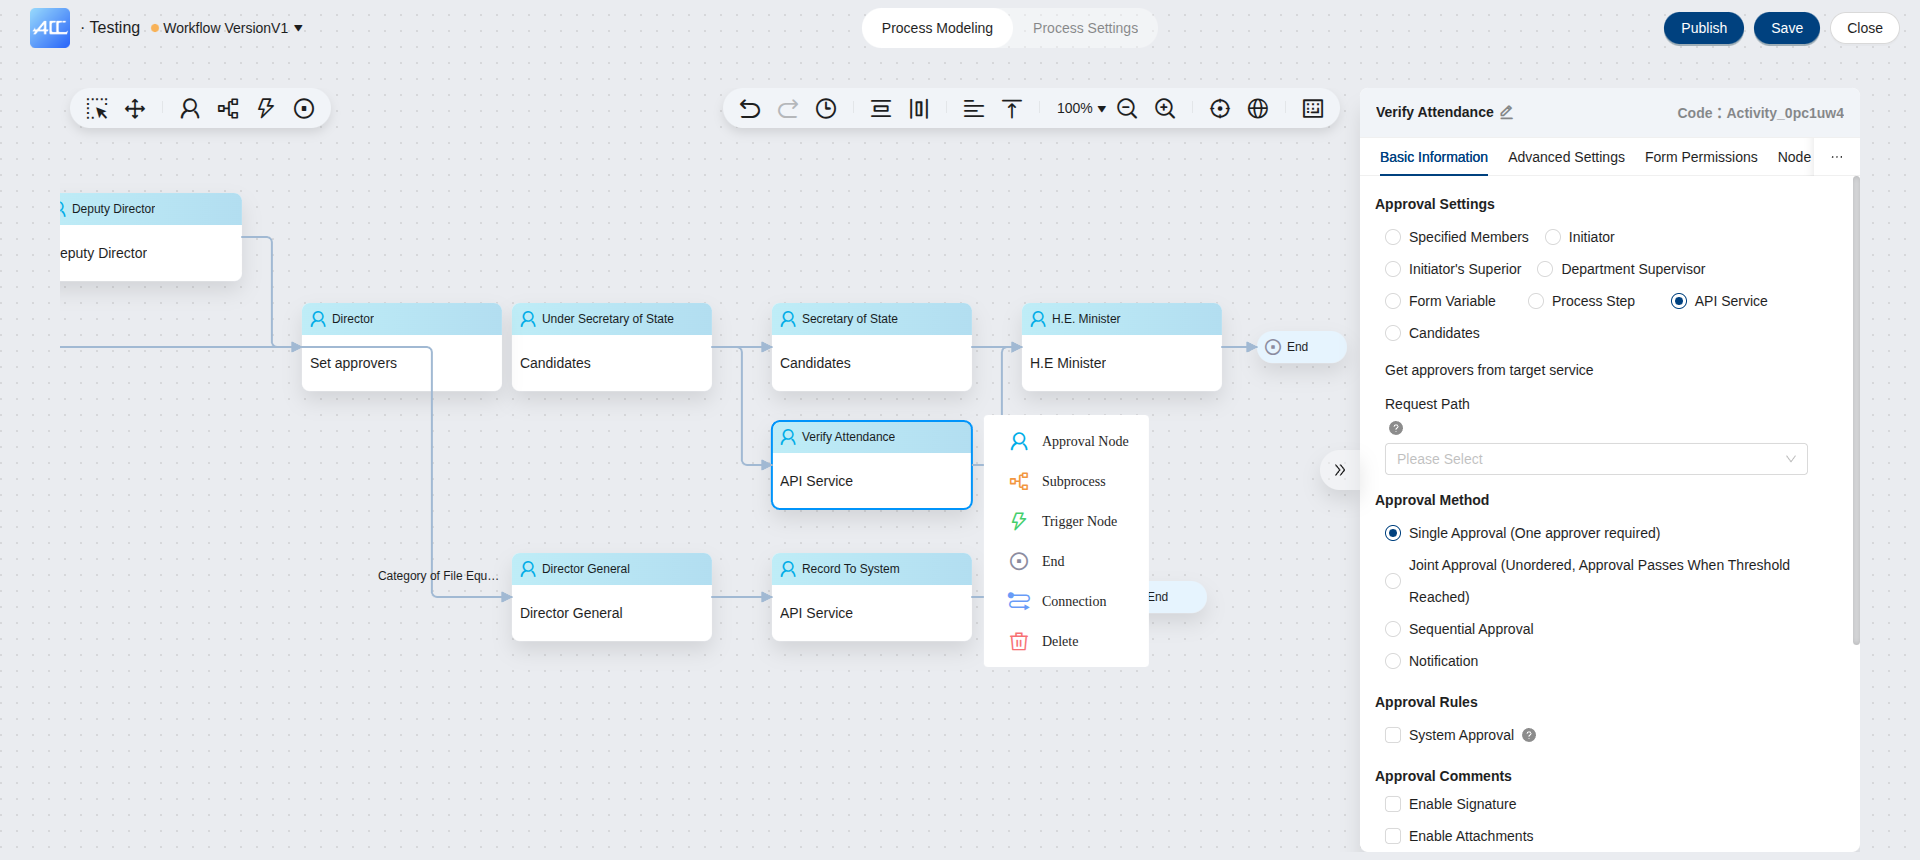 ACC · Testing Workflow VersionV1
Process Modeling Process Settings
Publish Save Close
100%
Verify Attendance Code : Activity_0pc1uw4
Basic Information Advanced Settings Form Permissions Node ...
Deputy Director
eputy Director
Director
Set approvers
Under Secretary of State
Candidates
Secretary of State
Candidates
H.E. Minister
H.E Minister
End
Verify Attendance
API Service
Category of File Equ…
Director General
Director General
Record To System
API Service
End
Approval Node
Subprocess
Trigger Node
End
Connection
Delete
Approval Settings
Specified Members Initiator
Initiator's Superior Department Supervisor
Form Variable Process Step API Service
Candidates
Get approvers from target service
Request Path
?
Please Select
Approval Method
Single Approval (One approver required)
Joint Approval (Unordered, Approval Passes When Threshold
Reached)
Sequential Approval
Notification
Approval Rules
System Approval ?
Approval Comments
Enable Signature
Enable Attachments